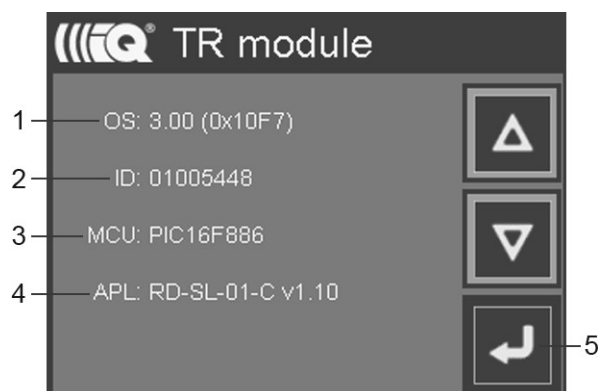 IQ® TR module
1 OS: 3.00 (0x10F7)
2 ID: 01005448
3 MCU: PIC16F886
4 APL: RD-SL-01-C v1.10
5